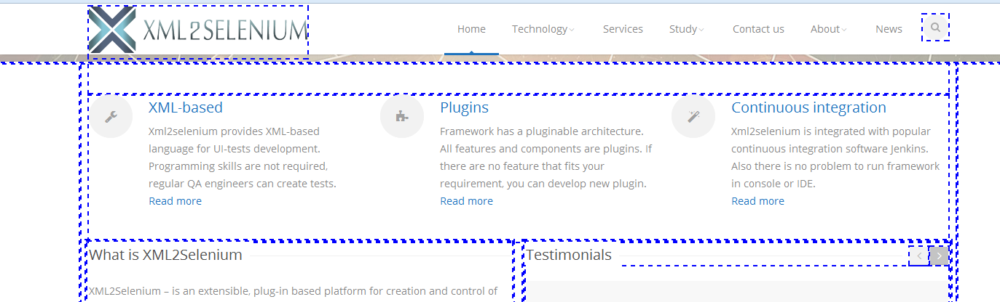 XML2SELENIUM
Home Technology Services Study Contact us About News
XML-based
Xml2selenium provides XML-based
language for UI-tests development.
Programming skills are not required,
regular QA engineers can create tests.
Read more
Plugins
Framework has a pluginable architecture.
All features and components are plugins. If
there are no feature that fits your
requirement, you can develop new plugin.
Read more
Continuous integration
Xml2selenium is integrated with popular
continuous integration software Jenkins.
Also there is no problem to run framework
in console or IDE.
Read more
What is XML2Selenium
XML2Selenium – is an extensible, plug-in based platform for creation and control of
Testimonials